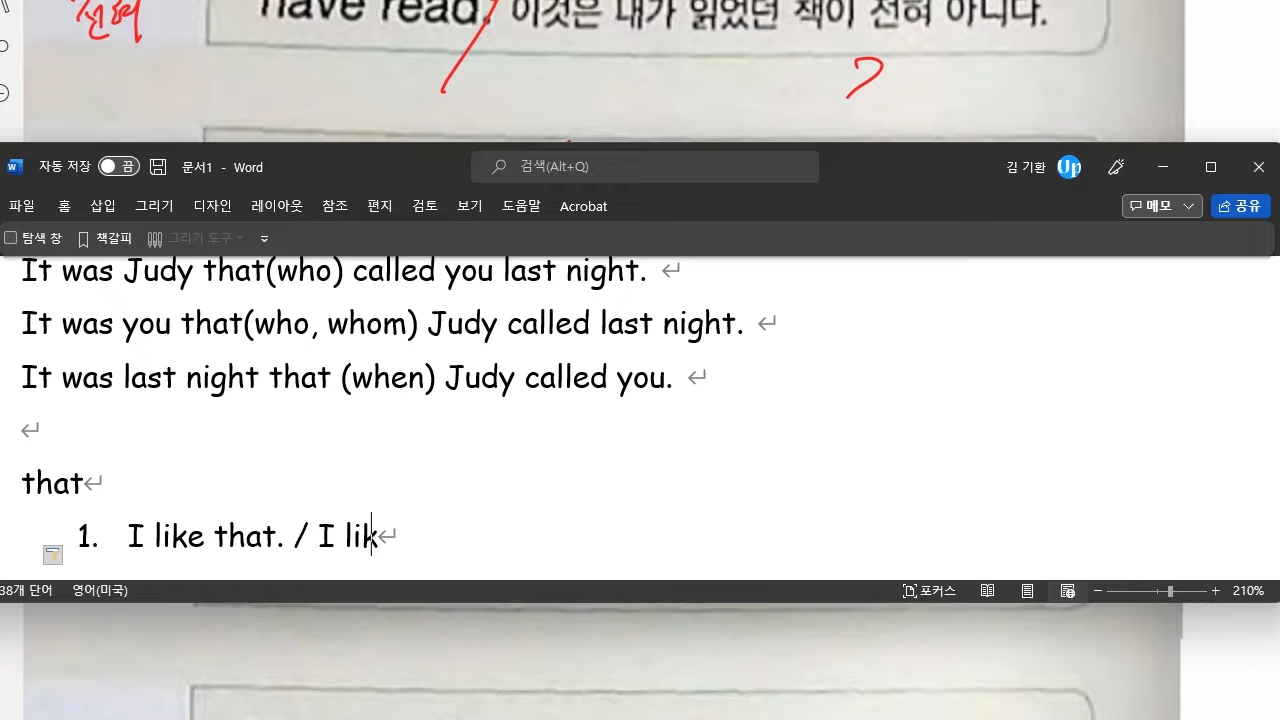 전혀
have read. 이것은 내가 읽었던 책이 전혀 아니다.
자동 저장 끔 문서1 - Word 검색(Alt+Q) 김 기환 Up
파일 홈 삽입 그리기 디자인 레이아웃 참조 편지 검토 보기 도움말 Acrobat 메모 공유
탐색 창 책갈피 그리기 도구
It was Judy that(who) called you last night.
It was you that(who, whom) Judy called last night.
It was last night that (when) Judy called you.
that
1. I like that. / I lik
38개 단어 영어(미국) 포커스 210%